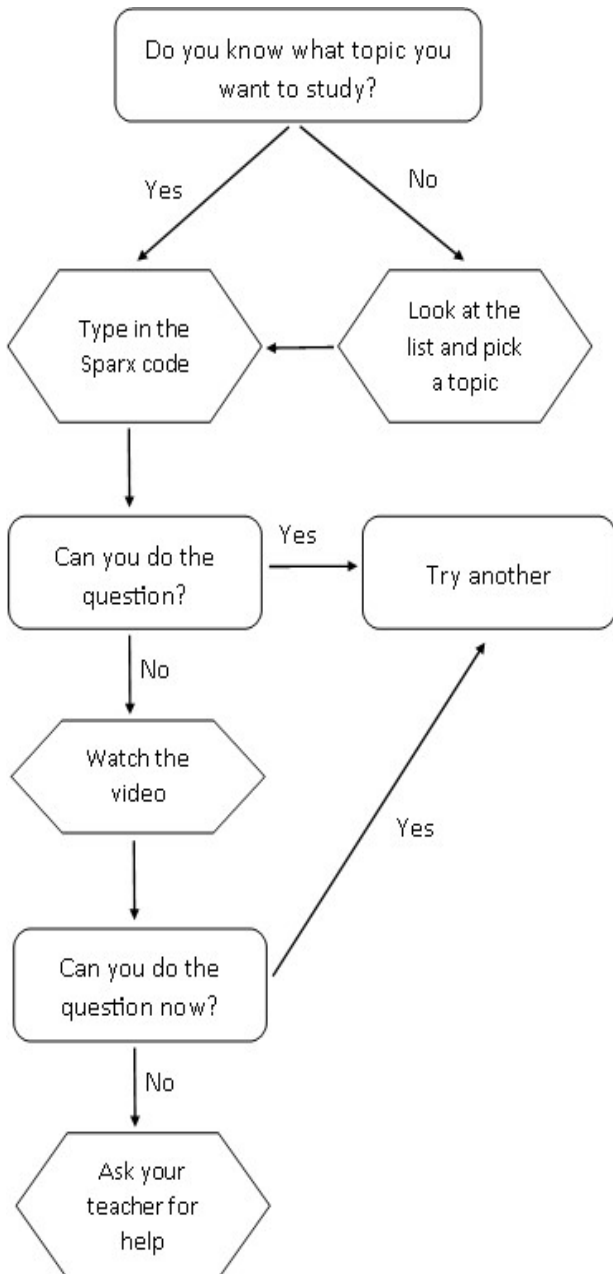 Do you know what topic you
want to study?
Yes
No
Type in the
Sparx code
Look at the
list and pick
a topic
Can you do the
question?
Yes
Try another
No
Watch the
video
Yes
Can you do the
question now?
No
Ask your
teacher for
help